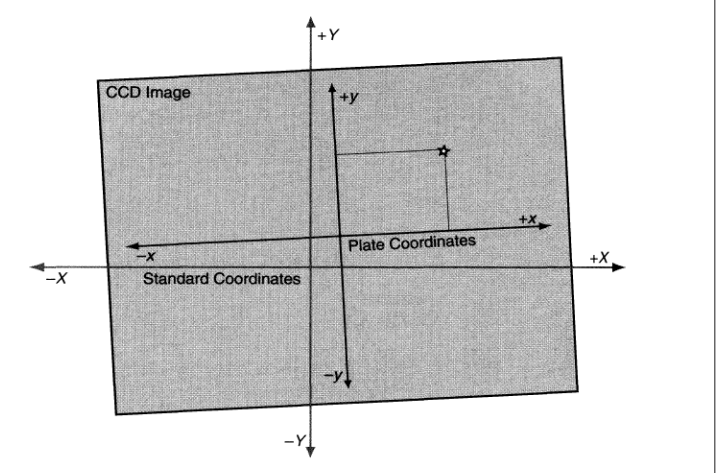 +Y
CCD Image
+y
+x
Plate Coordinates
−x
+X
−X
Standard Coordinates
−y
−Y